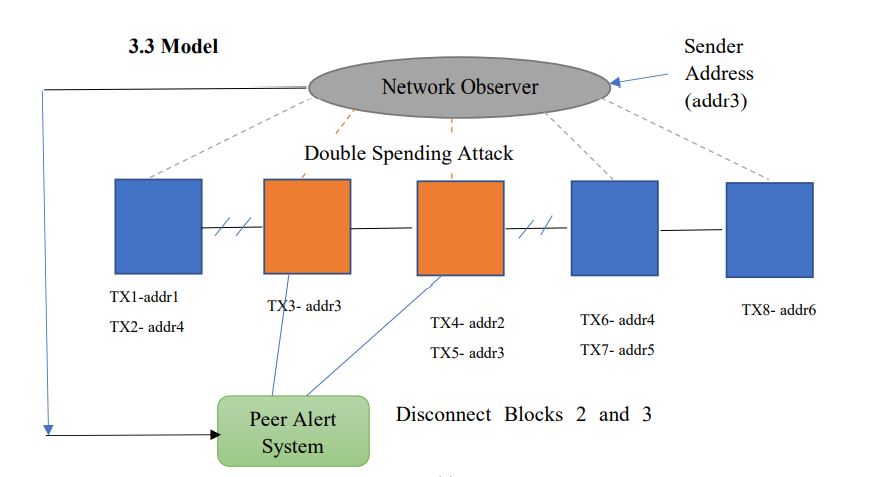 3.3 Model
Sender
Address
(addr3)
Network Observer
Double Spending Attack
TX1-addr1
TX2- addr4
TX3- addr3
TX4- addr2
TX5- addr3
TX6- addr4
TX7- addr5
TX8- addr6
Peer Alert
System
Disconnect Blocks 2 and 3